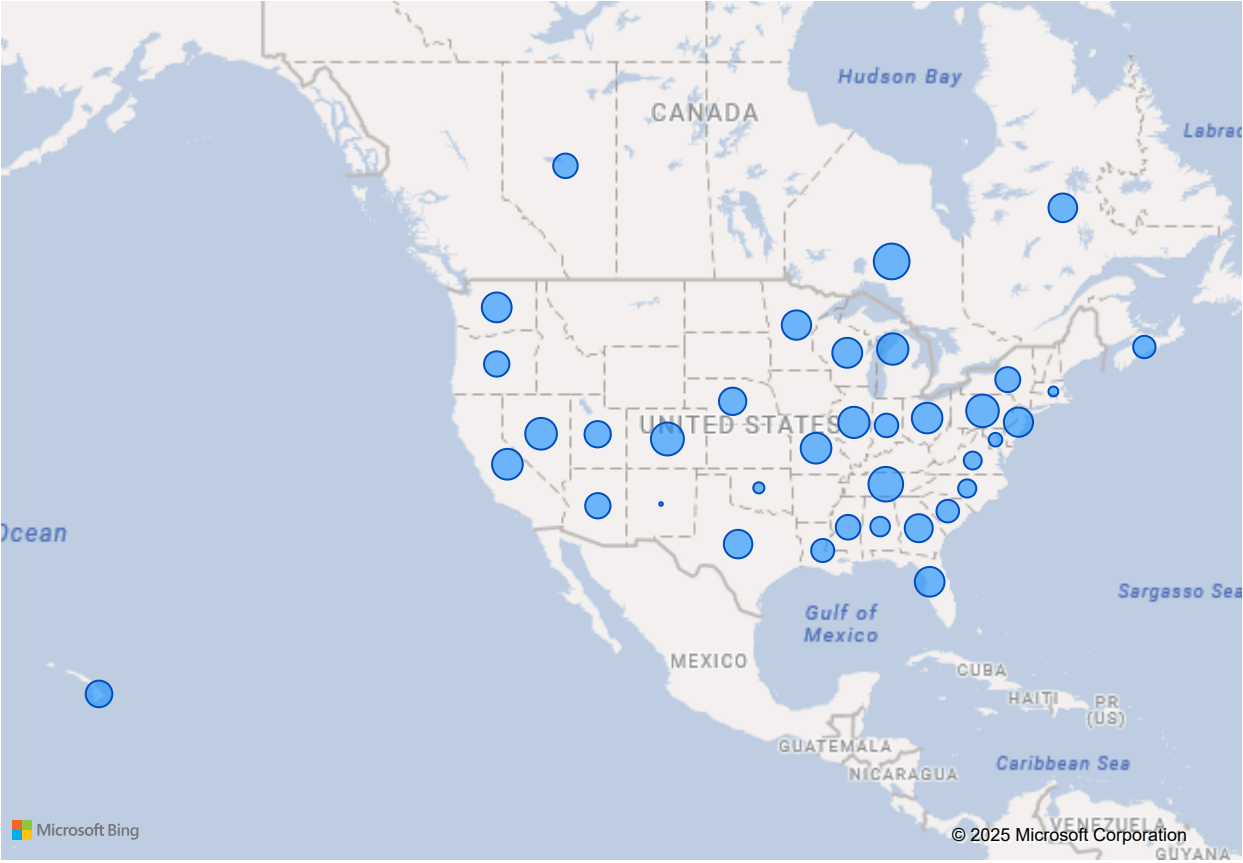 Hudson Bay
CANADA
Labrad
UNITED STATES
Ocean
Sargasso Sea
Gulf of
Mexico
MEXICO
CUBA
HAITI
PR
(US)
GUATEMALA
Caribbean Sea
NICARAGUA
VENEZUELA
Microsoft Bing
© 2025 Microsoft Corporation
GUYANA